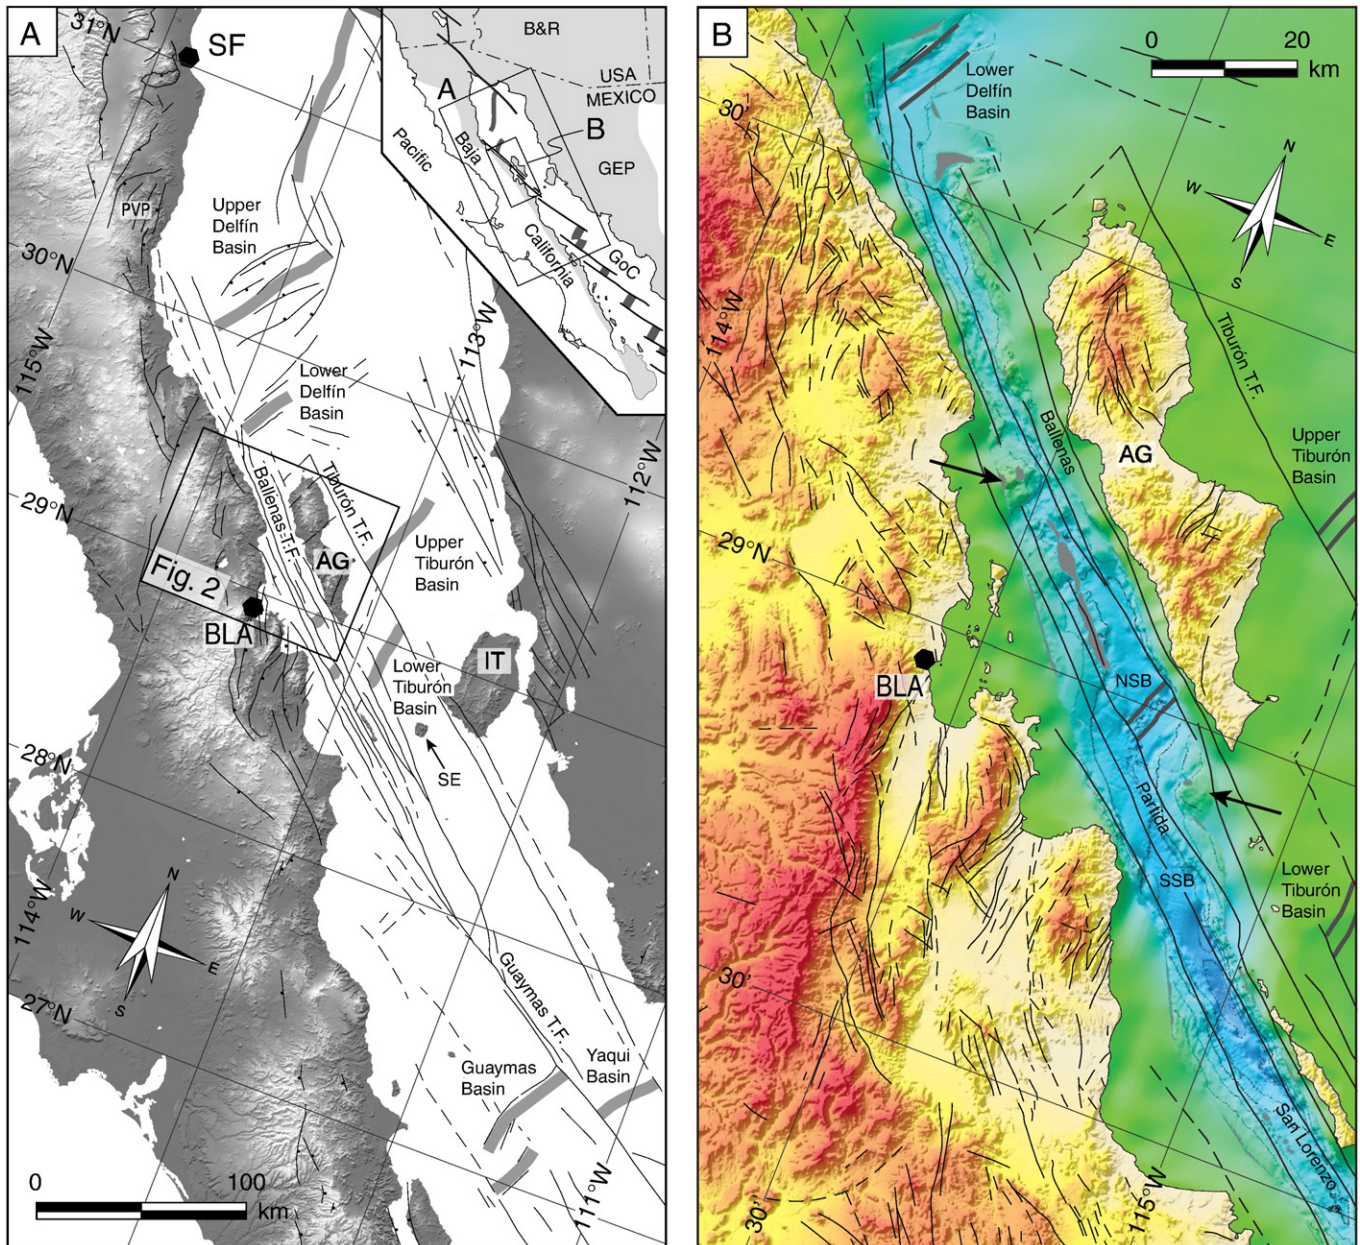 A
31°N
SF
PVP
30°N
115°W
Upper
Delfín
Basin
B&R
USA
MEXICO
A
B
GEP
Pacific
Baja
California
GoC
113°W
Lower
Delfín
Basin
112°W
29°N
Ballenas T.F.
Tiburón T.F.
AG
Fig. 2
BLA
Upper
Tiburón
Basin
IT
Lower
Tiburón
Basin
SE
28°N
114°W
N
W
E
S
27°N
Guaymas T.F.
Guaymas
Basin
Yaqui
Basin
111°W
0
100
km
B
0
20
km
Lower
Delfín
Basin
30'
N
W
E
S
114°W
Tiburón T.F.
Ballenas
AG
Upper
Tiburón
Basin
29°N
BLA
NSB
Partida
SSB
Lower
Tiburón
Basin
30'
San Lorenzo
30'
115°W